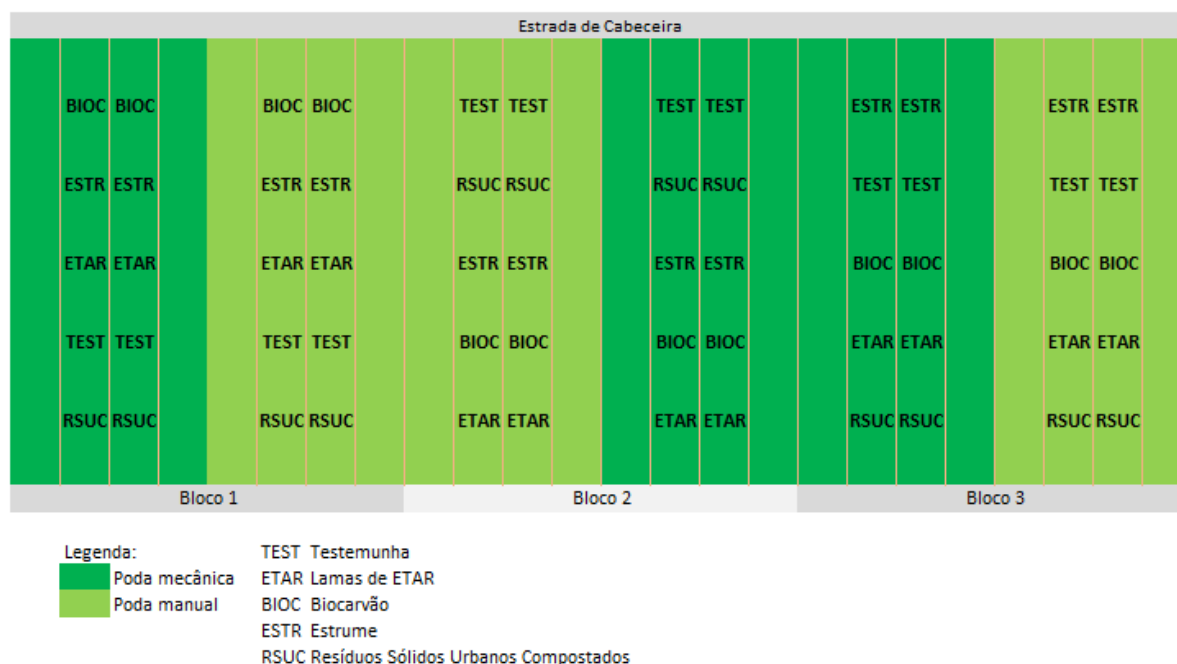 Estrada de Cabeceira
BIOC BIOC BIOC BIOC TEST TEST TEST TEST ESTR ESTR ESTR ESTR
ESTR ESTR ESTR ESTR RSUC RSUC RSUC RSUC TEST TEST TEST TEST
ETAR ETAR ETAR ETAR ESTR ESTR ESTR ESTR BIOC BIOC BIOC BIOC
TEST TEST TEST TEST BIOC BIOC BIOC BIOC ETAR ETAR ETAR ETAR
RSUC RSUC RSUC RSUC ETAR ETAR ETAR ETAR RSUC RSUC RSUC RSUC
Bloco 1 Bloco 2 Bloco 3
Legenda: TEST Testemunha
Poda mecânica ETAR Lamas de ETAR
Poda manual BIOC Biocarvão
ESTR Estrume
RSUC Resíduos Sólidos Urbanos Compostados